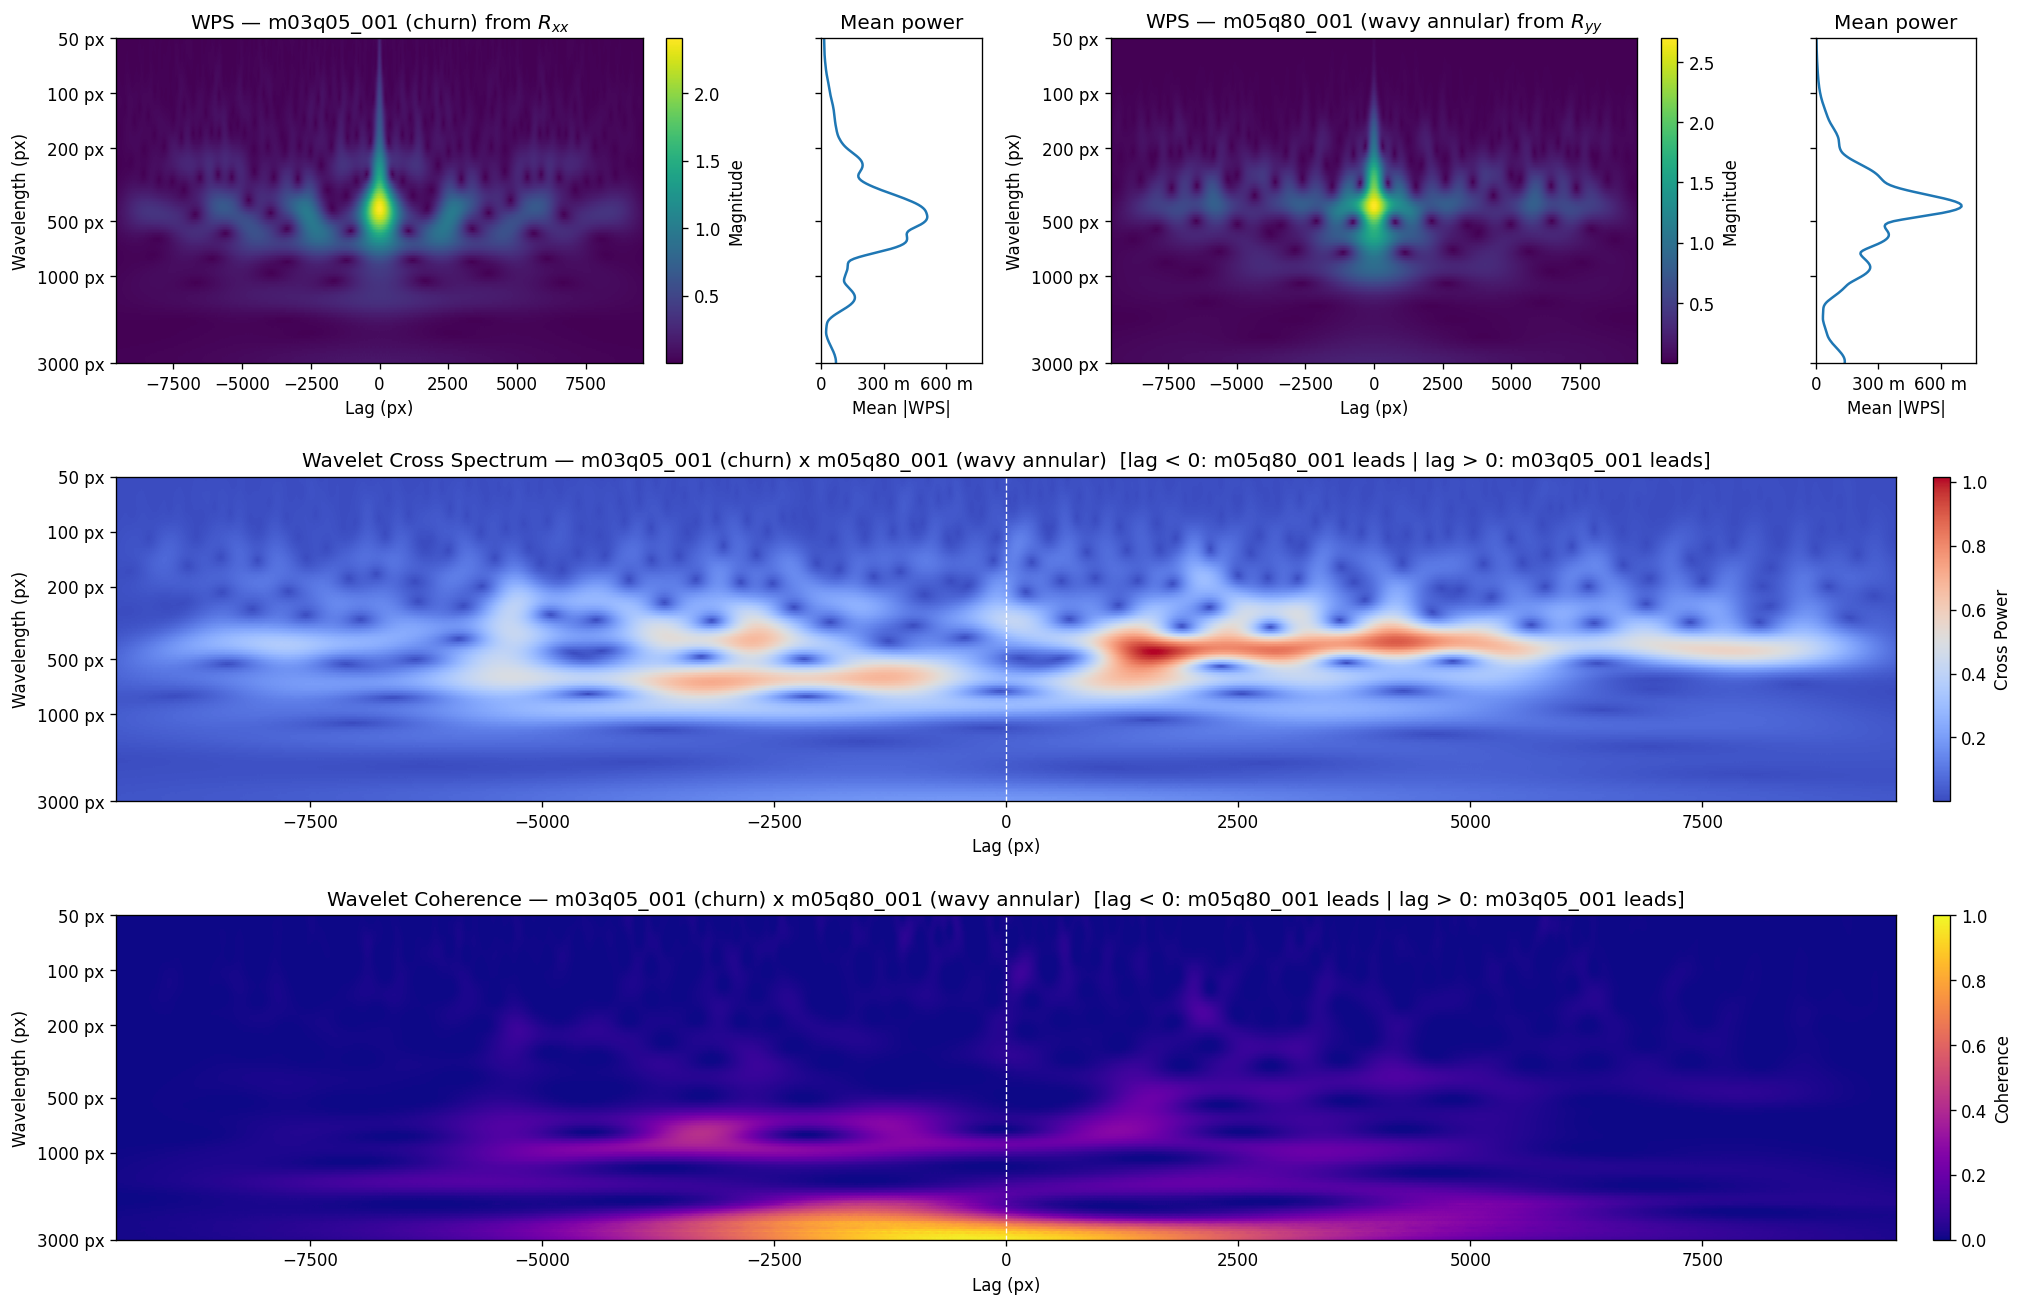 WPS — m03q05_001 (churn) from Rxx
Mean power
WPS — m05q80_001 (wavy annular) from Ryy
Mean power
Wavelength (px)
50 px
100 px
200 px
500 px
1000 px
3000 px
−7500 −5000 −2500 0 2500 5000 7500
Lag (px)
2.0
1.5
1.0
0.5
Magnitude
0 300 m 600 m
Mean |WPS|
Wavelength (px)
50 px
100 px
200 px
500 px
1000 px
3000 px
−7500 −5000 −2500 0 2500 5000 7500
Lag (px)
2.5
2.0
1.5
1.0
0.5
Magnitude
0 300 m 600 m
Mean |WPS|
Wavelet Cross Spectrum — m03q05_001 (churn) x m05q80_001 (wavy annular) [lag < 0: m05q80_001 leads | lag > 0: m03q05_001 leads]
Wavelength (px)
50 px
100 px
200 px
500 px
1000 px
3000 px
−7500 −5000 −2500 0 2500 5000 7500
Lag (px)
1.0
0.8
0.6
0.4
0.2
Cross Power
Wavelet Coherence — m03q05_001 (churn) x m05q80_001 (wavy annular) [lag < 0: m05q80_001 leads | lag > 0: m03q05_001 leads]
Wavelength (px)
50 px
100 px
200 px
500 px
1000 px
3000 px
−7500 −5000 −2500 0 2500 5000 7500
Lag (px)
1.0
0.8
0.6
0.4
0.2
0.0
Coherence